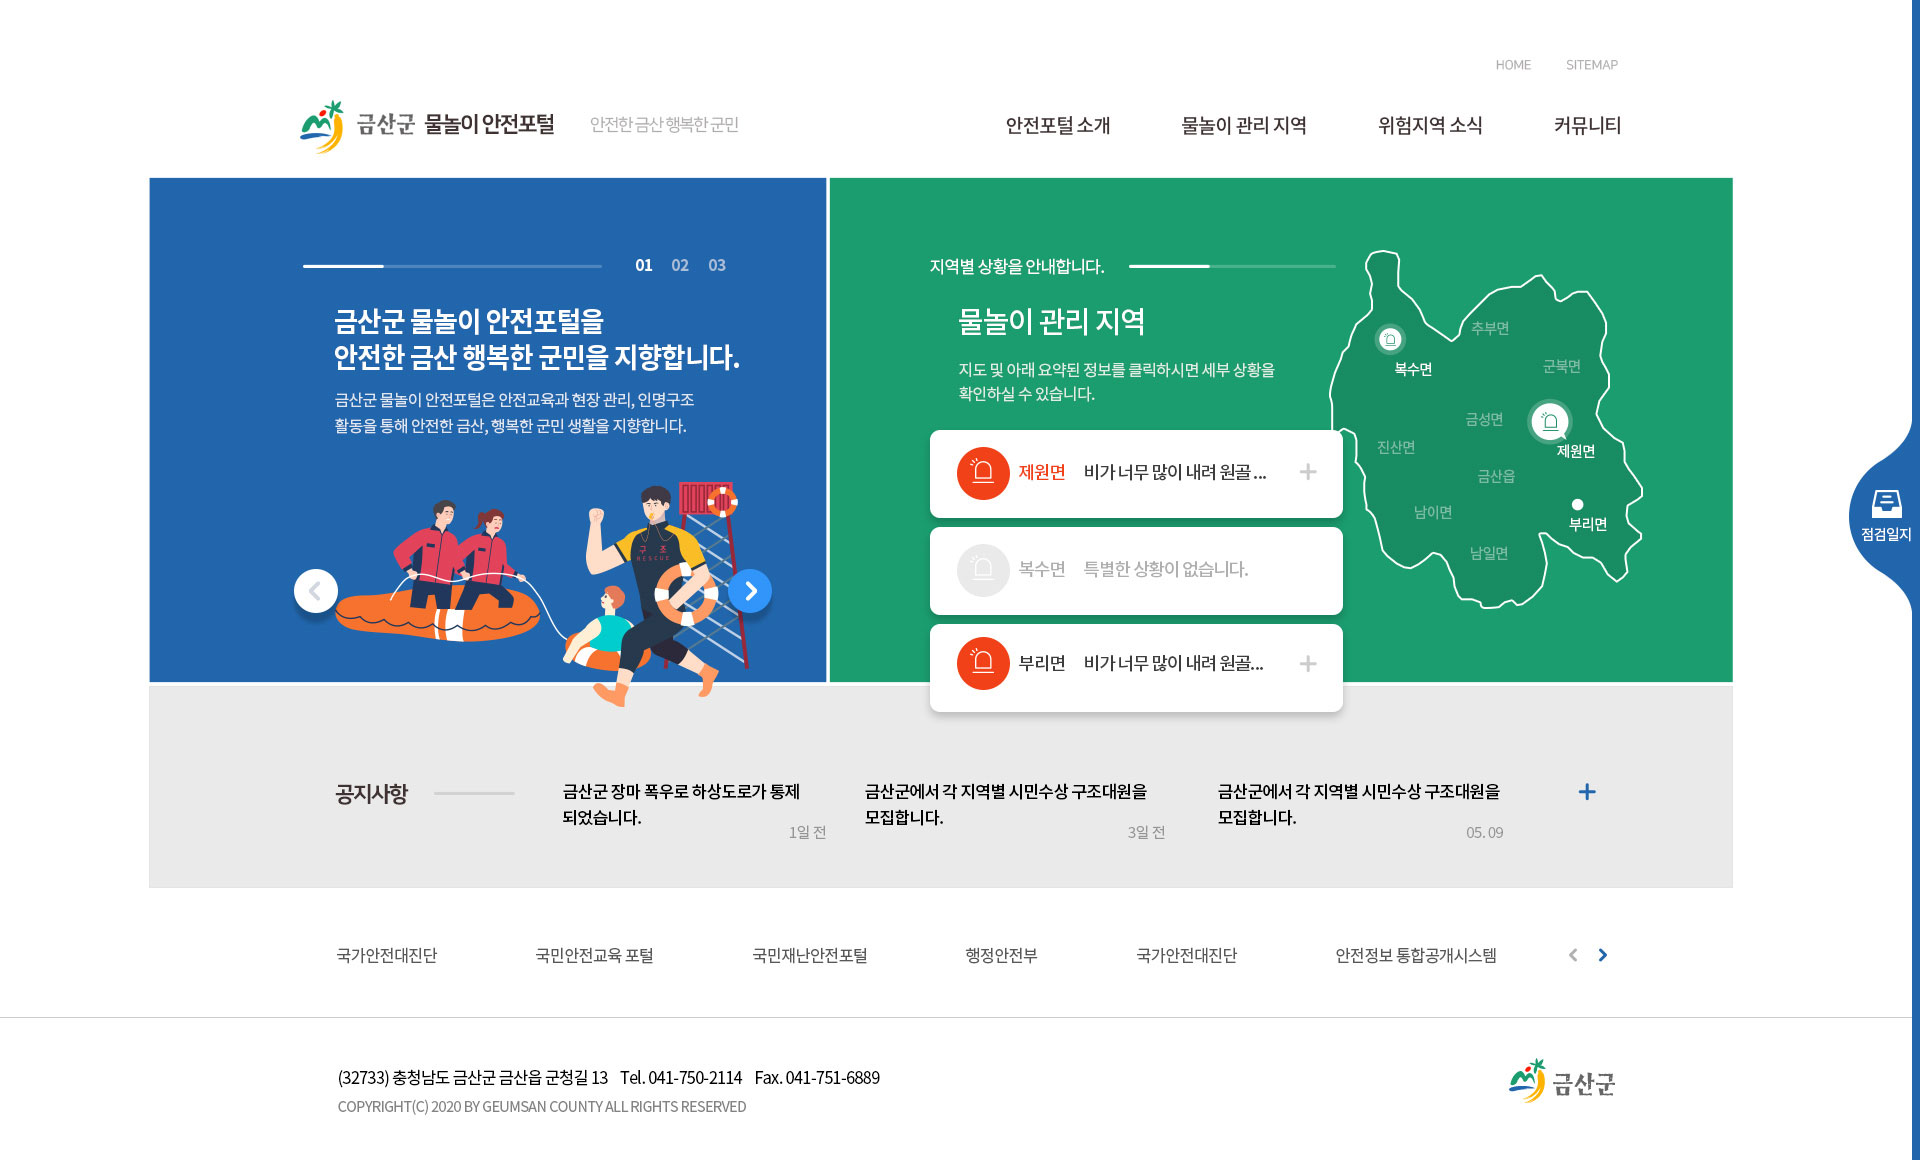 HOME SITEMAP
금산군 물놀이 안전포털 안전한 금산 행복한 군민
안전포털 소개 물놀이 관리 지역 위험지역 소식 커뮤니티
01 02 03
금산군 물놀이 안전포털을
안전한 금산 행복한 군민을 지향합니다.
금산군 물놀이 안전포털은 안전교육과 현장 관리, 인명구조
활동을 통해 안전한 금산, 행복한 군민 생활을 지향합니다.
구 조
RESCUE
지역별 상황을 안내합니다.
물놀이 관리 지역
지도 및 아래 요약된 정보를 클릭하시면 세부 상황을
확인하실 수 있습니다.
제원면 비가 너무 많이 내려 원골 ...
복수면 특별한 상황이 없습니다.
부리면 비가 너무 많이 내려 원골...
추부면
복수면
군북면
금성면
진산면
제원면
금산읍
남이면
부리면
남일면
점검일지
공지사항
금산군 장마 폭우로 하상도로가 통제
되었습니다.
1일 전
금산군에서 각 지역별 시민수상 구조대원을
모집합니다.
3일 전
금산군에서 각 지역별 시민수상 구조대원을
모집합니다.
05. 09
국가안전대진단 국민안전교육 포털 국민재난안전포털 행정안전부 국가안전대진단 안전정보 통합공개시스템
(32733) 충청남도 금산군 금산읍 군청길 13 Tel. 041-750-2114 Fax. 041-751-6889
COPYRIGHT(C) 2020 BY GEUMSAN COUNTY ALL RIGHTS RESERVED
금산군